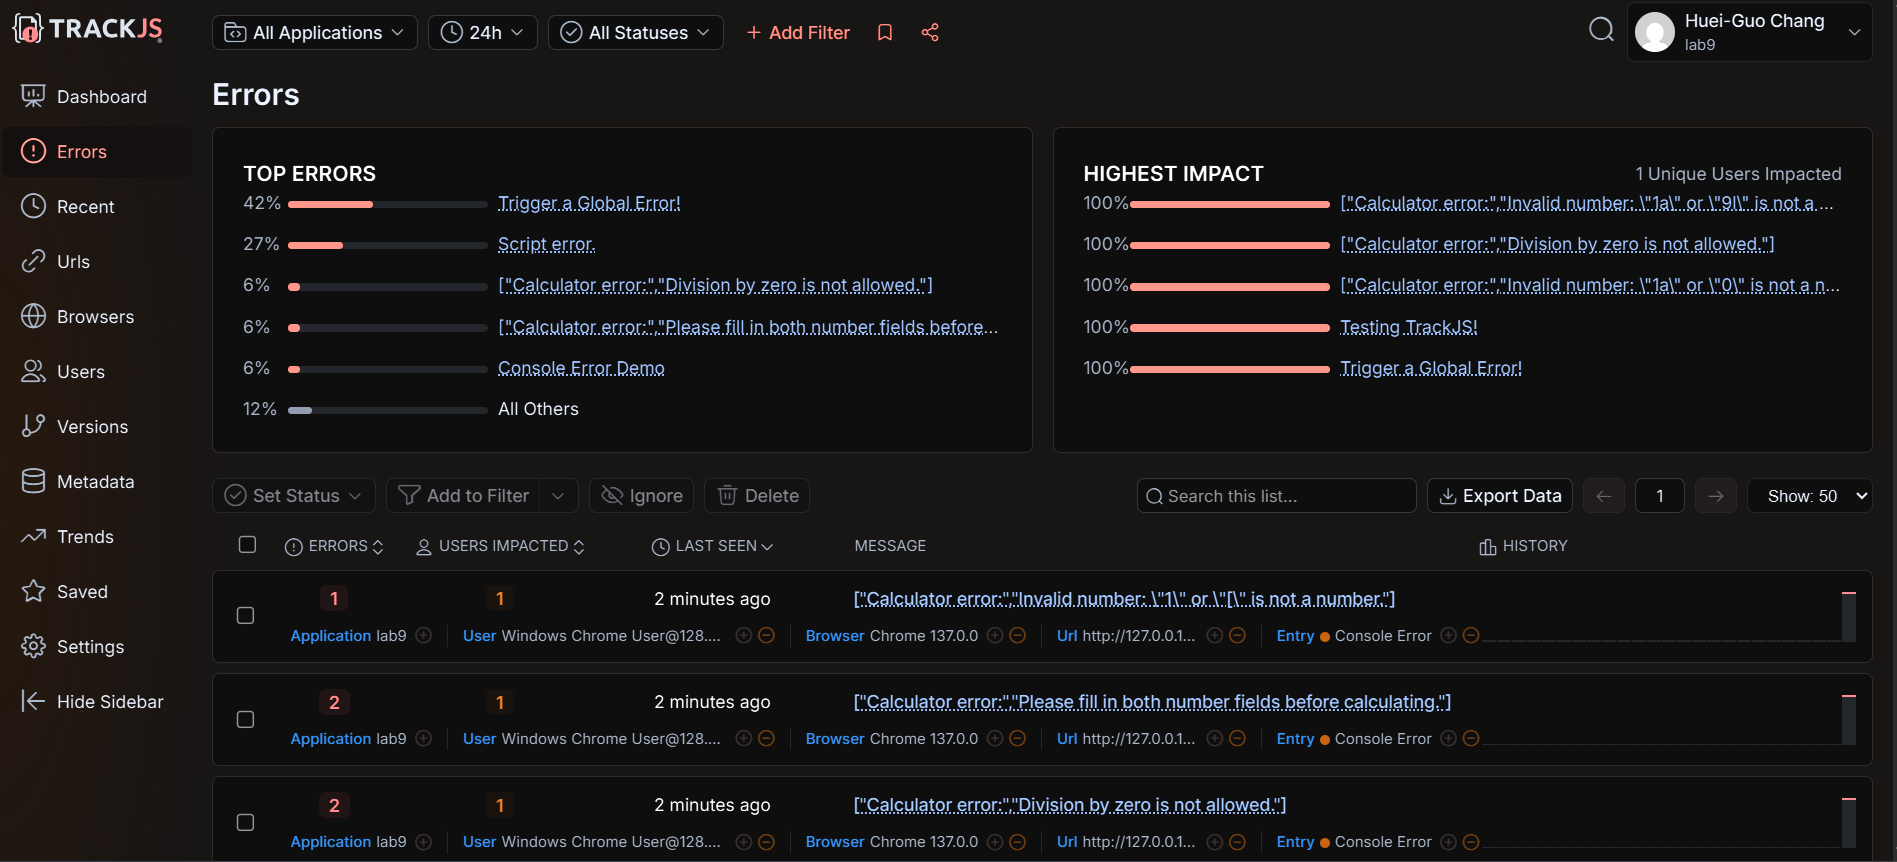 TRACKJS
All Applications
24h
All Statuses
+ Add Filter
Huei-Guo Chang
lab9
Dashboard
Errors
Recent
Urls
Browsers
Users
Versions
Metadata
Trends
Saved
Settings
Hide Sidebar
Errors
TOP ERRORS
42% Trigger a Global Error!
27% Script error.
6% ["Calculator error:","Division by zero is not allowed."]
6% ["Calculator error:","Please fill in both number fields before...
6% Console Error Demo
12% All Others
HIGHEST IMPACT 1 Unique Users Impacted
100% ["Calculator error:","Invalid number: \"1a\" or \"9l\" is not a ...
100% ["Calculator error:","Division by zero is not allowed."]
100% ["Calculator error:","Invalid number: \"1a\" or \"0\" is not a n...
100% Testing TrackJS!
100% Trigger a Global Error!
Set Status Add to Filter Ignore Delete Search this list... Export Data ← 1 → Show: 50
ERRORS USERS IMPACTED LAST SEEN MESSAGE HISTORY
1 1 2 minutes ago ["Calculator error:","Invalid number: \"1\" or \"[\" is not a number."]
Application lab9 User Windows Chrome User@128.... Browser Chrome 137.0.0 Url http://127.0.0.1... Entry Console Error
2 1 2 minutes ago ["Calculator error:","Please fill in both number fields before calculating."]
Application lab9 User Windows Chrome User@128.... Browser Chrome 137.0.0 Url http://127.0.0.1... Entry Console Error
2 1 2 minutes ago ["Calculator error:","Division by zero is not allowed."]
Application lab9 User Windows Chrome User@128.... Browser Chrome 137.0.0 Url http://127.0.0.1... Entry Console Error